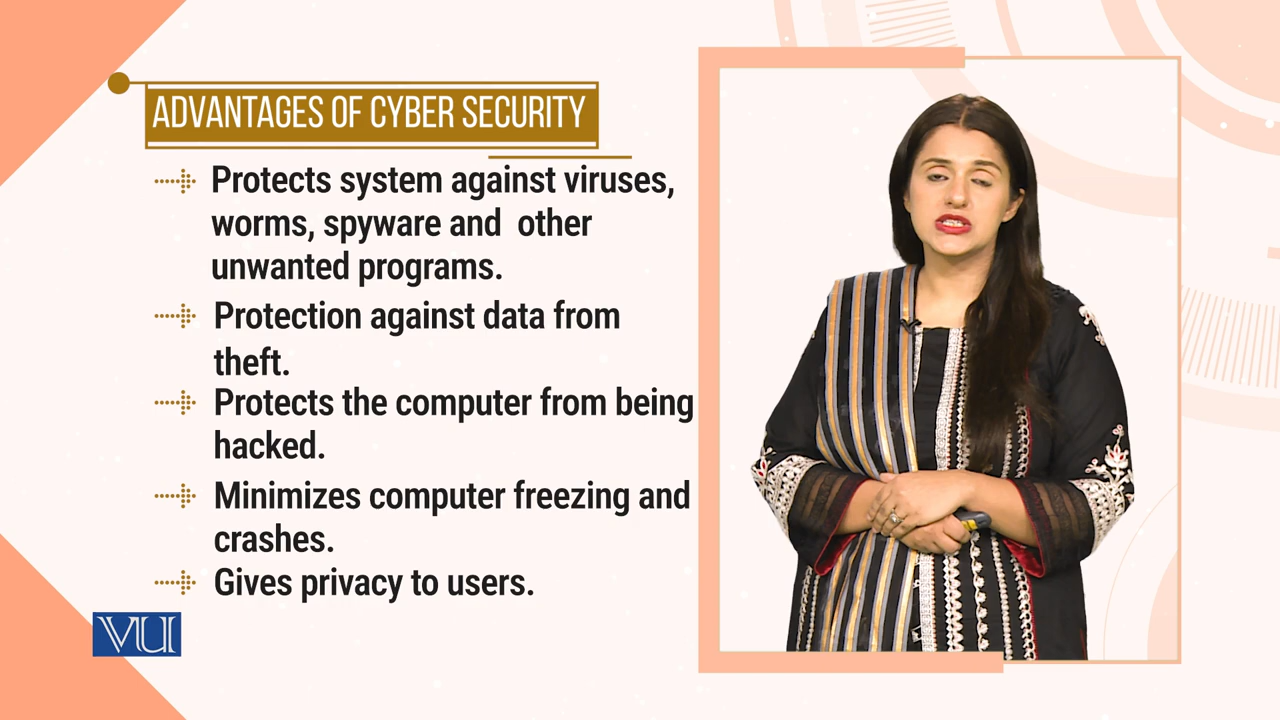 ADVANTAGES OF CYBER SECURITY
Protects system against viruses,
worms, spyware and other
unwanted programs.
Protection against data from
theft.
Protects the computer from being
hacked.
Minimizes computer freezing and
crashes.
Gives privacy to users.
VU